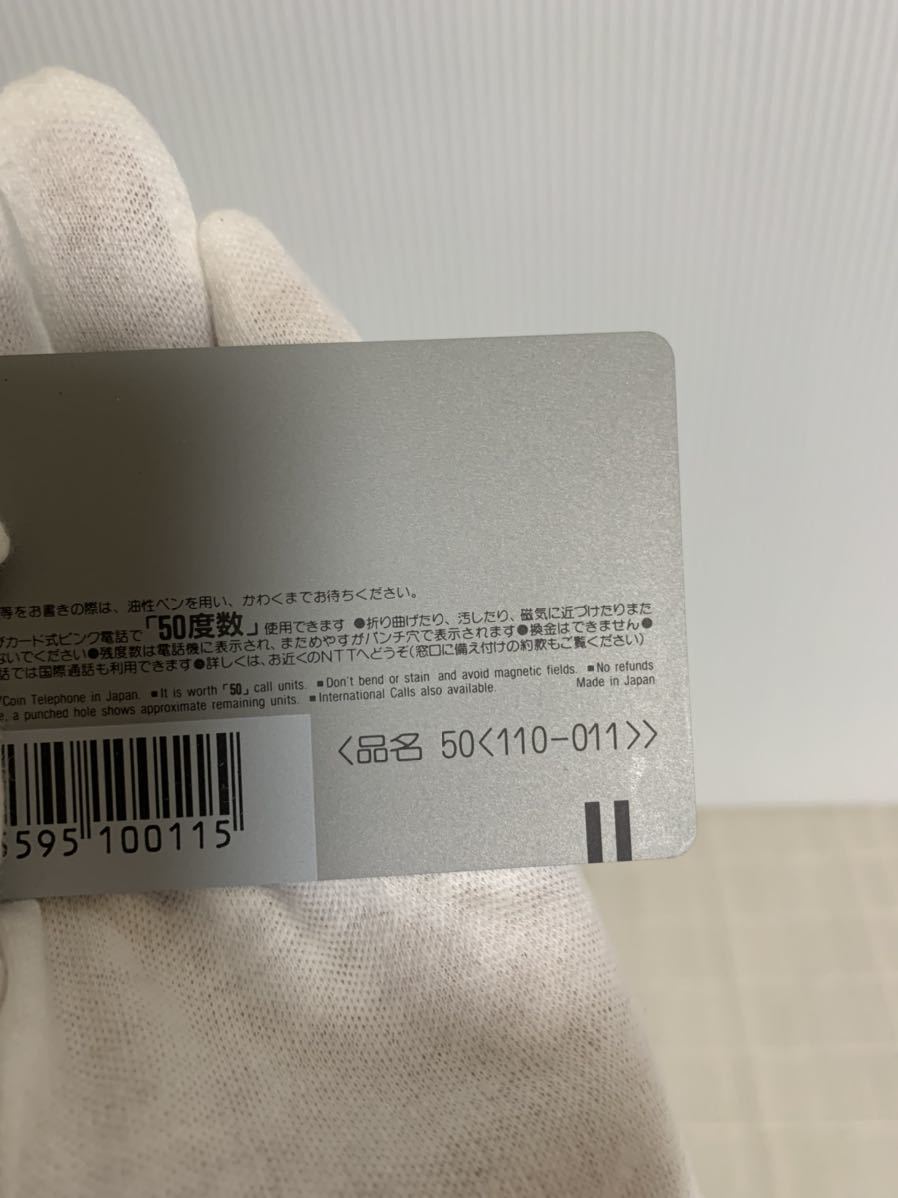 等をお書きの際は、油性ペンを用い、かわくまでお待ちください。
カード式ピンク電話で「50度数」使用できます ●折り曲げたり、汚したり、磁気に近づけたりまた
ないでください●残度数は電話機に表示され、まためやすがパンチ穴で表示されます●換金はできません●
話では国際通話も利用できます●詳しくは、お近くのNTTへどうぞ(窓口に備え付けの約款もご覧ください)
/Coin Telephone in Japan. ■It is worth「50」call units. ■Don't bend or stain and avoid magnetic fields. ■No refunds
e, a punched hole shows approximate remaining units. ■International Calls also available. Made in Japan
<品名 50<110-011>>
595 100115